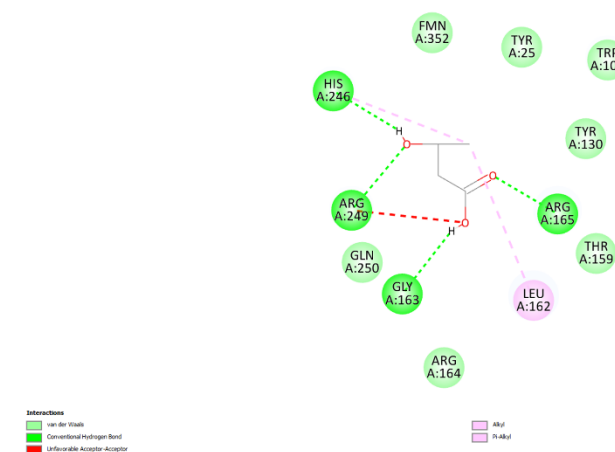 FMN
A:352
TYR
A:25
A:10
HIS
A:246
H
O
TYR
A:130
O
ARG
A:249
ARG
A:165
O
H
GLN
A:250
THR
A:159
GLY
A:163
LEU
A:162
ARG
A:164
Interactions
van der Waals
Conventional Hydrogen Bond
Unfavorable Acceptor-Acceptor
Alkyl
Pi-Alkyl